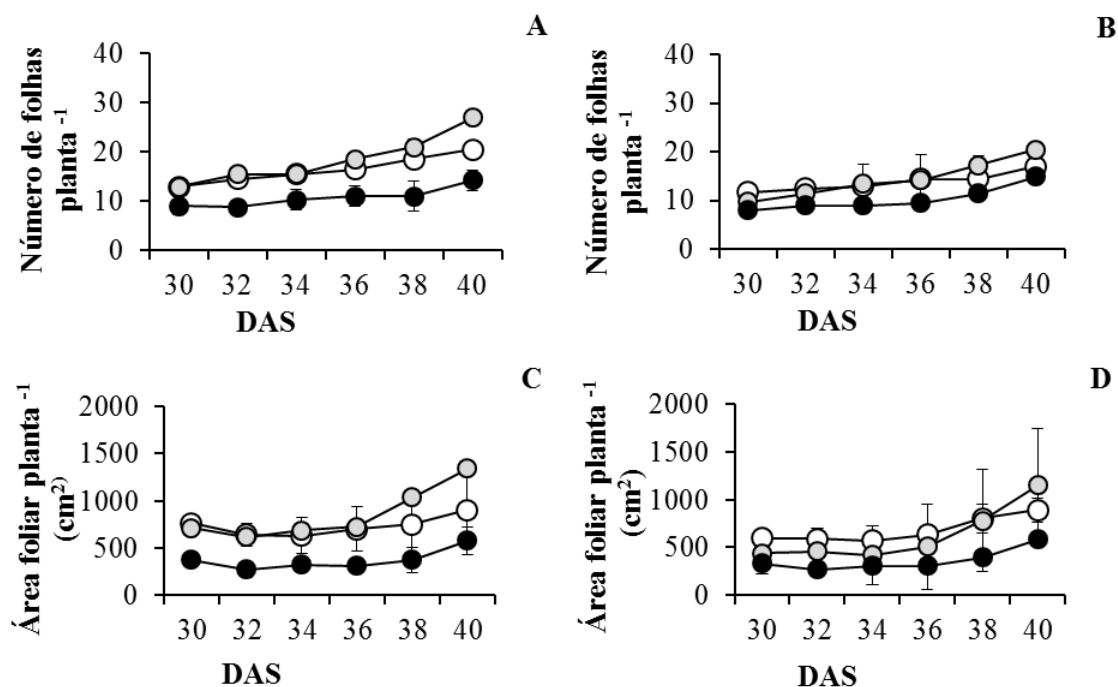 A
Número de folhas
planta -1
40
30
20
10
0
30 32 34 36 38 40
DAS
B
Número de folhas
planta -1
40
30
20
10
0
30 32 34 36 38 40
DAS
C
Área foliar planta -1
(cm2)
2000
1500
1000
500
0
30 32 34 36 38 40
DAS
D
Área foliar planta -1
(cm2)
2000
1500
1000
500
0
30 32 34 36 38 40
DAS